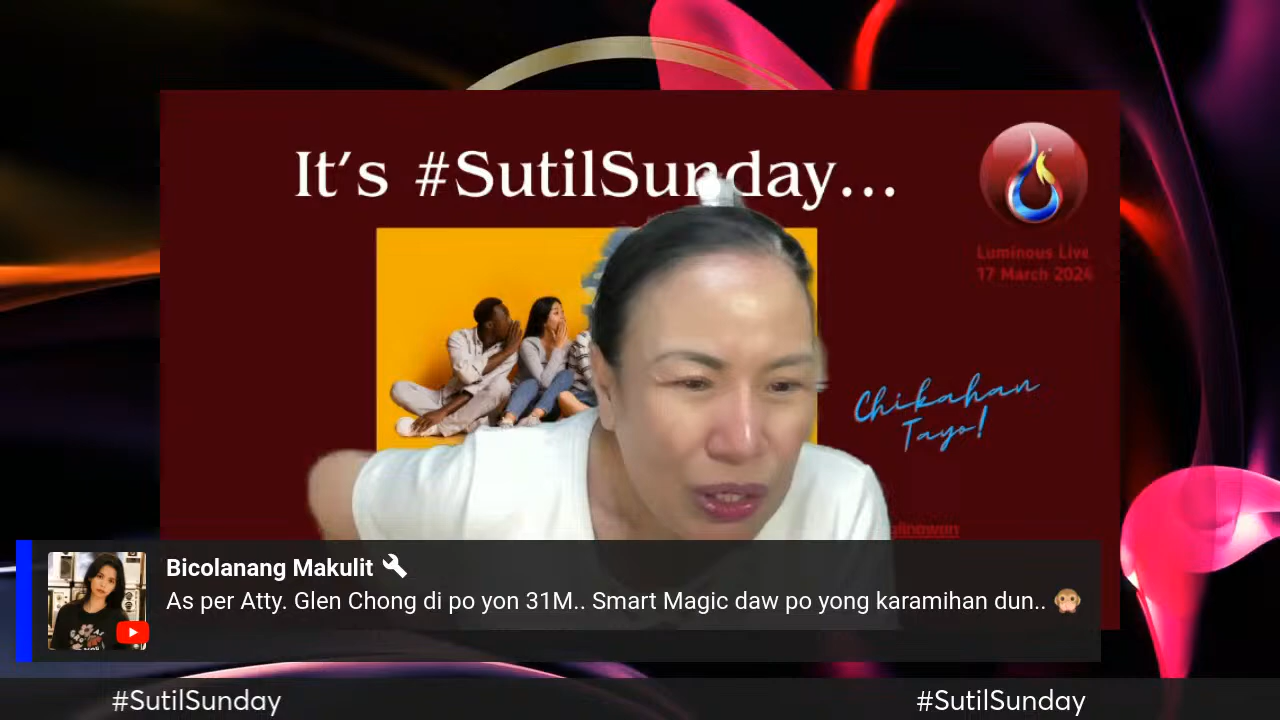 It's #SutilSunday...
Luminous Live
17 March 2024
Chikahan
Tayo!
Bicolanang Makulit
As per Atty. Glen Chong di po yon 31M.. Smart Magic daw po yong karamihan dun.. 🙊
#SutilSunday
#SutilSunday